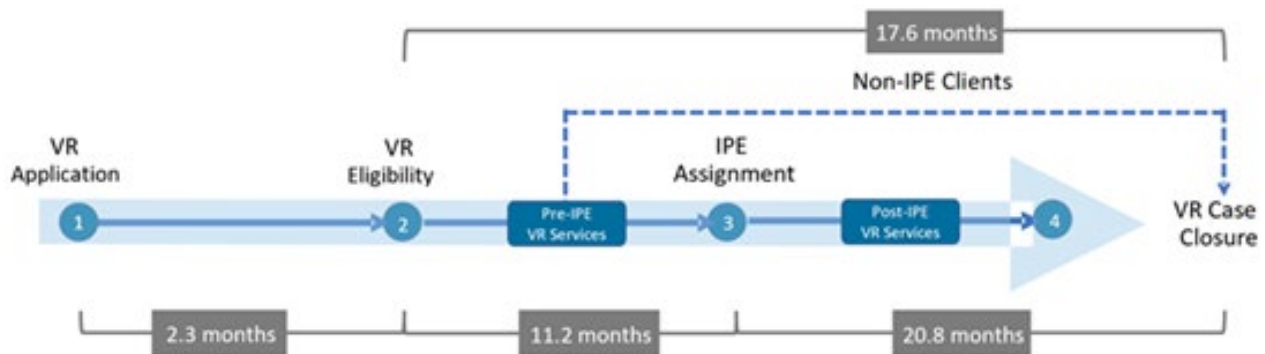 17.6 months
Non-IPE Clients
VR
Application
VR
Eligibility
IPE
Assignment
1
2
Pre-IPE
VR Services
3
Post-IPE
VR Services
4
VR Case
Closure
2.3 months
11.2 months
20.8 months